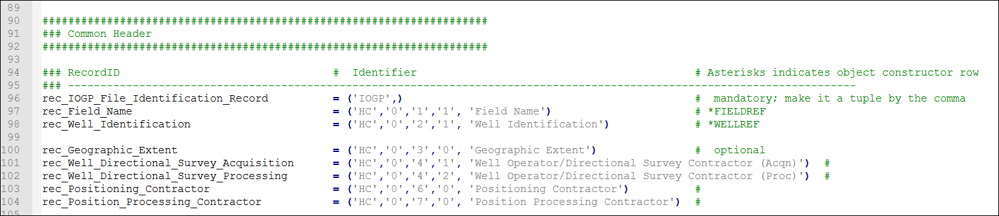 89
90 #####################################################################
91 ### Common Header
92 #####################################################################
93
94 ### RecordID # Identifier # Asterisks indicates object constructor row
95 ### --------------------------------------------------------------------------------------------------------------------------
96 rec_IOGP_File_Identification_Record = ('IOGP',) # mandatory; make it a tuple by the comma
97 rec_Field_Name = ('HC','0','1','1', 'Field Name') # *FIELDREF
98 rec_Well_Identification = ('HC','0','2','1', 'Well Identification') # *WELLREF
99
100 rec_Geographic_Extent = ('HC','0','3','0', 'Geographic Extent') # optional
101 rec_Well_Directional_Survey_Acquisition = ('HC','0','4','1', 'Well Operator/Directional Survey Contractor (Acqn)') #
102 rec_Well_Directional_Survey_Processing = ('HC','0','4','2', 'Well Operator/Directional Survey Contractor (Proc)') #
103 rec_Positioning_Contractor = ('HC','0','6','0', 'Positioning Contractor') #
104 rec_Position_Processing_Contractor = ('HC','0','7','0', 'Position Processing Contractor') #
105